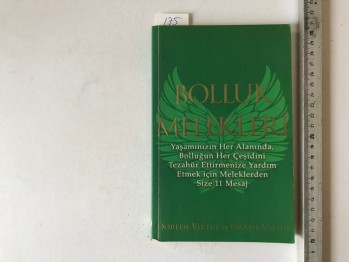 175
BOLLUK
MELEKLERİ
Yaşamınızın Her Alanında,
Bolluğun Her Çeşidini
Tezahür Ettirmenize Yardım
Etmek için Meleklerden
Size 11 Mesaj
DOREEN VIRTUE ve GRANT VIRTUE